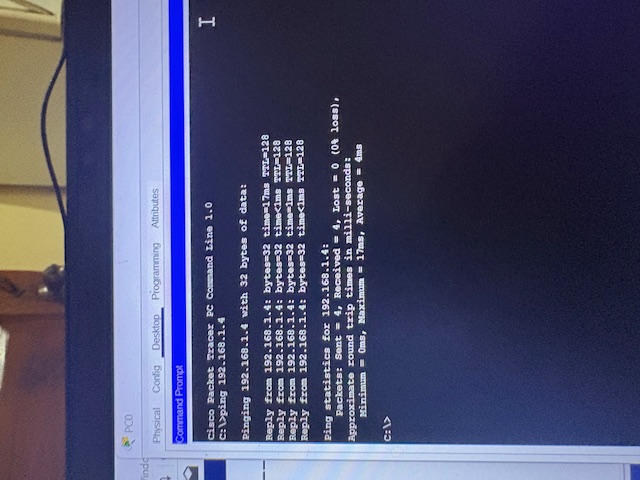 PC0
Physical Config Desktop Programming Attributes
Command Prompt
Cisco Packet Tracer PC Command Line 1.0
C:\>ping 192.168.1.4
Pinging 192.168.1.4 with 32 bytes of data:
Reply from 192.168.1.4: bytes=32 time=17ms TTL=128
Reply from 192.168.1.4: bytes=32 time<1ms TTL=128
Reply from 192.168.1.4: bytes=32 time=1ms TTL=128
Reply from 192.168.1.4: bytes=32 time<1ms TTL=128
Ping statistics for 192.168.1.4:
Packets: Sent = 4, Received = 4, Lost = 0 (0% loss),
Approximate round trip times in milli-seconds:
Minimum = 0ms, Maximum = 17ms, Average = 4ms
C:\>